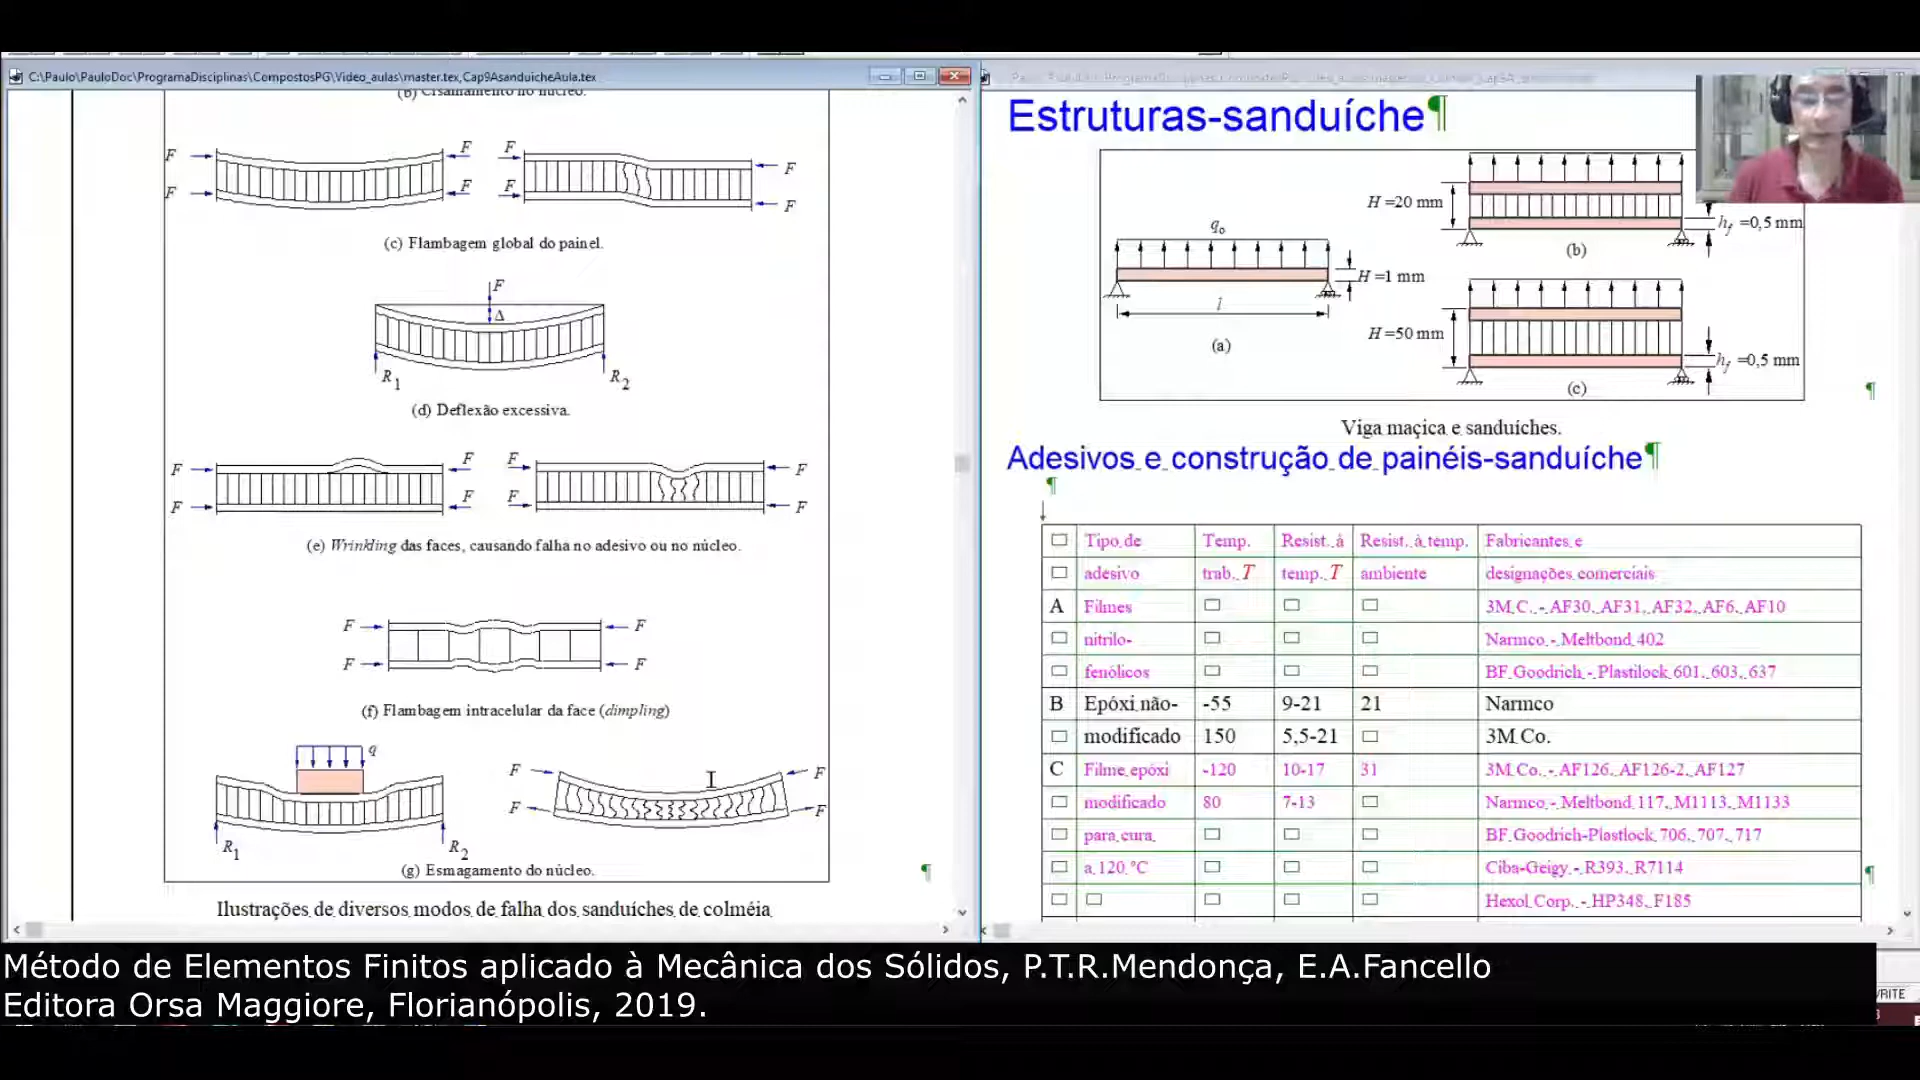 C:\Paulo\PauloDoc\ProgramaDisciplinas\CompostosPG\Video_aulas\master.tex,Cap9AsanduicheAula.tex
(b) Cisalhamento no núcleo.
F F F F
F F F F
(c) Flambagem global do painel.
F
Δ
R1 R2
(d) Deflexão excessiva.
F F F F
F F F F
(e) Wrinkling das faces, causando falha no adesivo ou no núcleo.
F F
F F
(f) Flambagem intracelular da face (dimpling)
q
F F
F F
R1 R2
(g) Esmagamento do núcleo.
Ilustrações de diversos modos de falha dos sanduíches de colméia
Estruturas-sanduíche¶
H=20 mm
hf =0,5 mm
(b)
qo
H=1 mm
l
(a)
H=50 mm
hf =0,5 mm
(c)
¶
Viga maçica e sanduíches.
Adesivos e construção de painéis-sanduíche¶
¶
Tipo de Temp. Resist. à Resist. à temp. Fabricantes e
adesivo trab. T temp. T ambiente designações comerciais
A Filmes 3M C. - AF30, AF31, AF32, AF6, AF10
nitrilo- Narmco - Meltbond 402
fenólicos BF Goodrich - Plastilock 601, 603, 637
B Epóxi não- -55 9-21 21 Narmco
modificado 150 5,5-21 3M Co.
C Filme epóxi -120 10-17 31 3M Co. - AF126, AF126-2, AF127
modificado 80 7-13 Narmco - Meltbond 117, M1113, M1133
para cura BF Goodrich-Plastlock 706, 707, 717
a 120 °C Ciba-Geigy - R393, R7114
Hexol Corp. - HP348, F185
Método de Elementos Finitos aplicado à Mecânica dos Sólidos, P.T.R.Mendonça, E.A.Fancello
Editora Orsa Maggiore, Florianópolis, 2019.